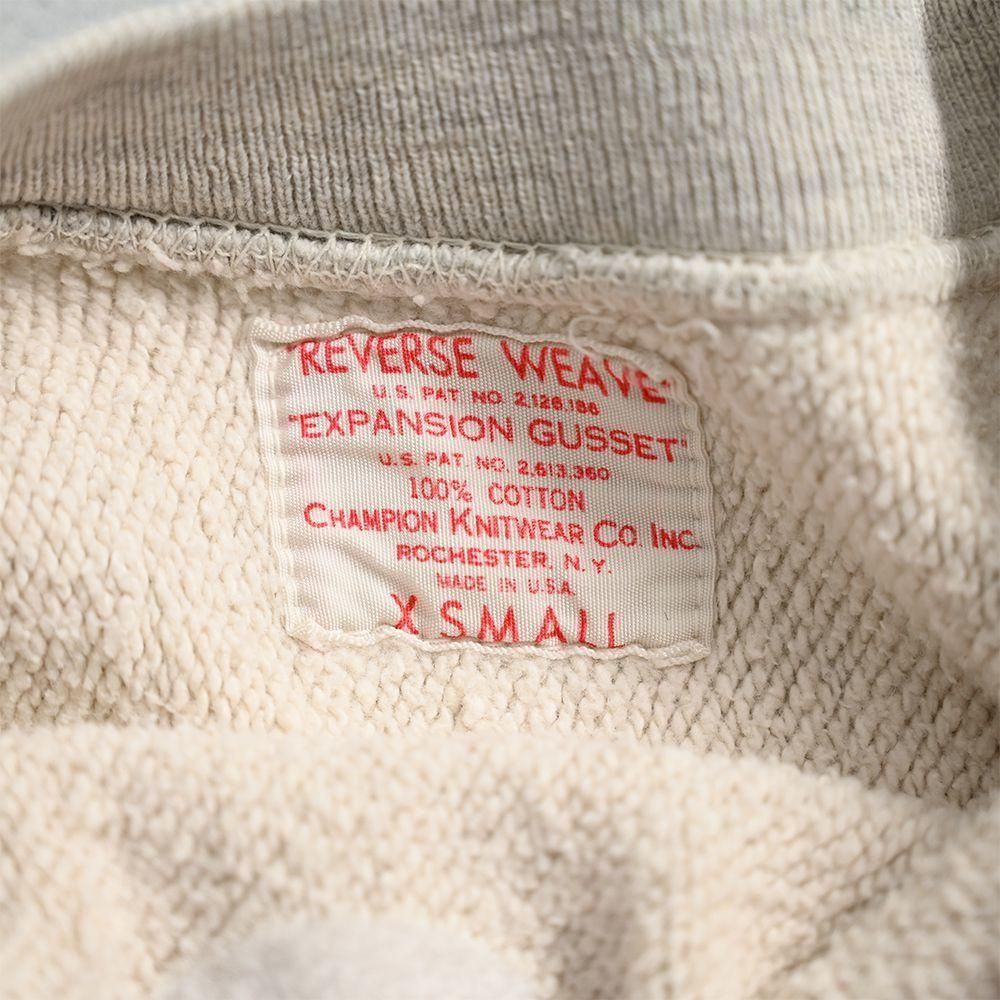 "REVERSE WEAVE"
U.S. PAT NO. 2,126,186
"EXPANSION GUSSET"
U.S. PAT. NO. 2,613,360
100% COTTON
CHAMPION KNITWEAR CO. INC.
ROCHESTER, N.Y.
MADE IN U.S.A.
X SMALL